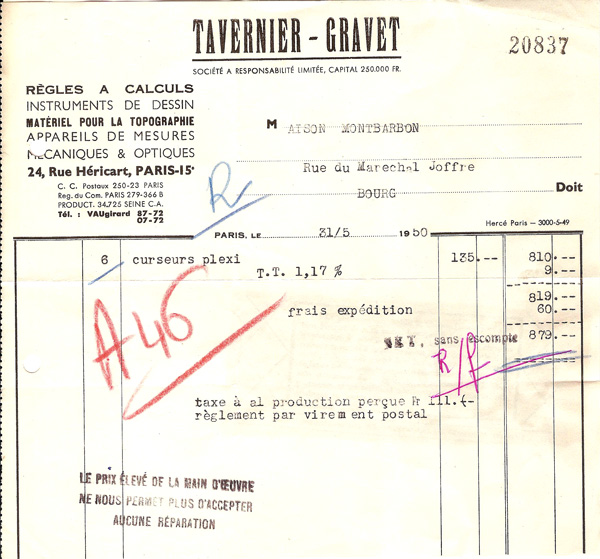 TAVERNIER - GRAVET
SOCIÉTÉ A RESPONSABILITÉ LIMITÉE, CAPITAL 250.000 FR.
20837
RÈGLES A CALCULS
INSTRUMENTS DE DESSIN
MATÉRIEL POUR LA TOPOGRAPHIE
APPAREILS DE MESURES
MÉCANIQUES & OPTIQUES
24, Rue Héricart, PARIS-15e
C. C. Postaux 250-23 PARIS
Reg. du Com. PARIS 279.366 B
PRODUCT. 34.725 SEINE C.A.
Tél. : VAUgirard 87-72
07-72
M AISON MONTBARBON
Rue du Marechal Joffre
BOURG
Doit
R
Hercé Paris — 3000-5-49
PARIS, LE 31/5 1950
6 curseurs plexi 135.-- 810.--
T.T. 1,17 % 9.--
819.--
frais expédition 60.--
NET, sans escompte 879.--
A46
R/f
taxe à al production perçue Fr 111.-
règlement par virem ent postal
LE PRIX ÉLEVÉ DE LA MAIN D'ŒUVRE
NE NOUS PERMET PLUS D'ACCEPTER
AUCUNE RÉPARATION